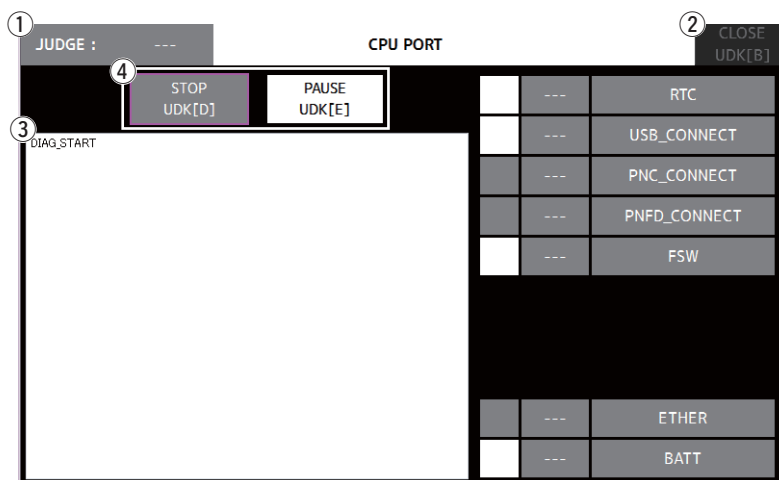 ①
JUDGE : ---
CPU PORT
②
CLOSE
UDK[B]
④
STOP
UDK[D]
PAUSE
UDK[E]
③
DIAG_START
--- RTC
--- USB_CONNECT
--- PNC_CONNECT
--- PNFD_CONNECT
--- FSW
--- ETHER
--- BATT